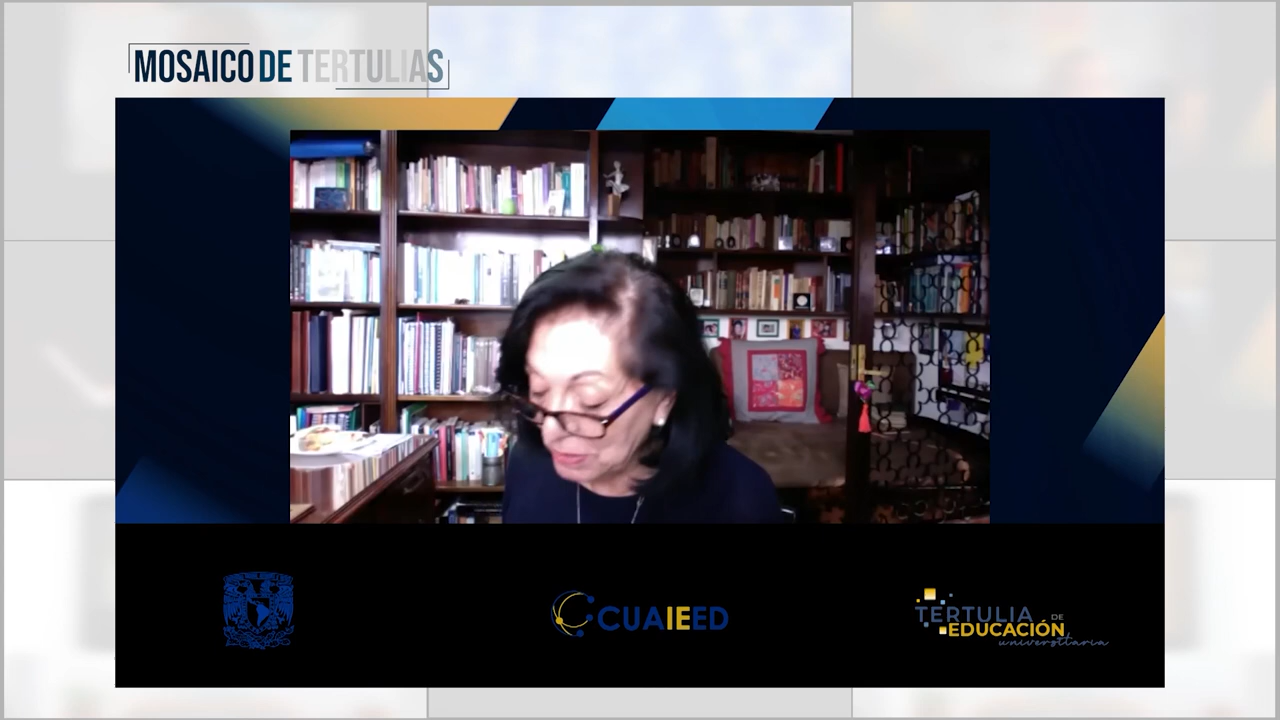 MOSAICO DE TERTULIAS
CUAIEED
TERTULIA DE
EDUCACIÓN
universitaria